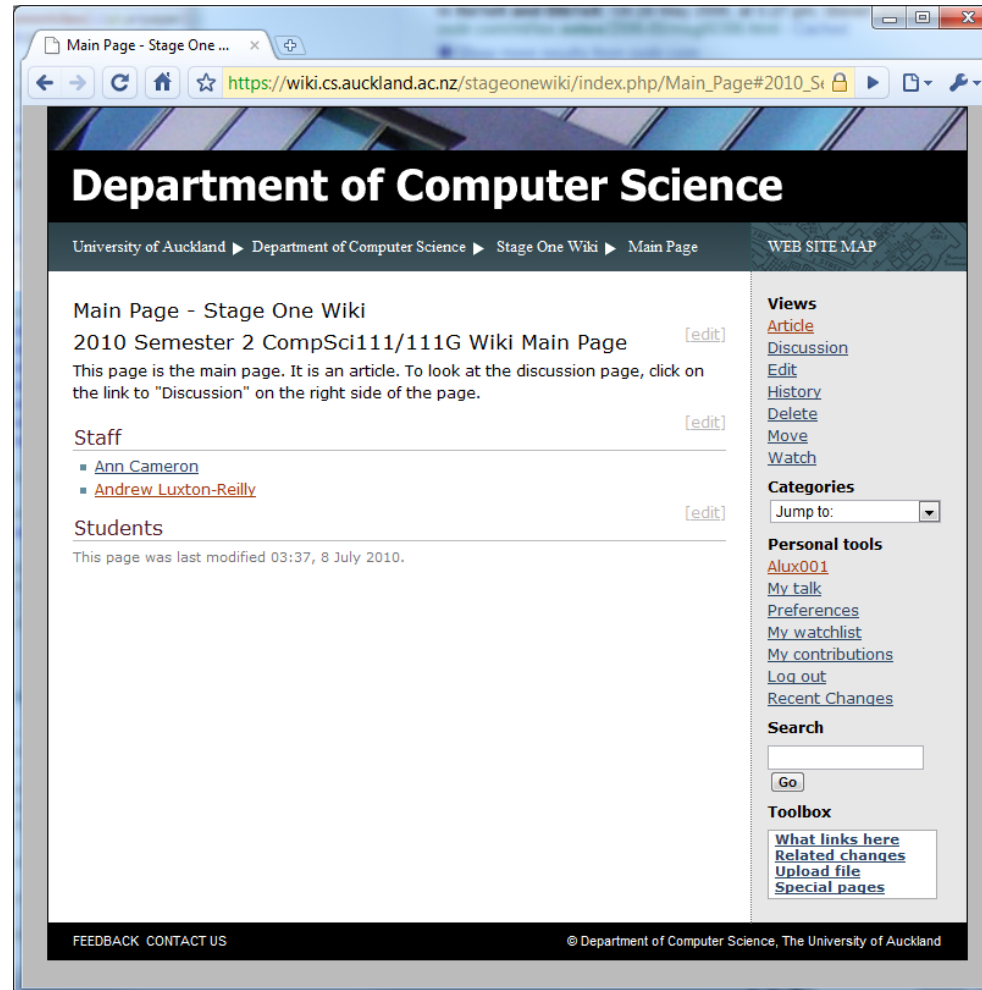 Main Page - Stage One ...
https://wiki.cs.auckland.ac.nz/stageonewiki/index.php/Main_Page#2010_Se
Department of Computer Science
University of Auckland ▶ Department of Computer Science ▶ Stage One Wiki ▶ Main Page
WEB SITE MAP
Main Page - Stage One Wiki
2010 Semester 2 CompSci111/111G Wiki Main Page
[edit]
This page is the main page. It is an article. To look at the discussion page, click on
the link to "Discussion" on the right side of the page.
Staff
[edit]
Ann Cameron
Andrew Luxton-Reilly
Students
[edit]
This page was last modified 03:37, 8 July 2010.
Views
Article
Discussion
Edit
History
Delete
Move
Watch
Categories
Jump to:
Personal tools
Alux001
My talk
Preferences
My watchlist
My contributions
Log out
Recent Changes
Search
Go
Toolbox
What links here
Related changes
Upload file
Special pages
FEEDBACK CONTACT US
© Department of Computer Science, The University of Auckland